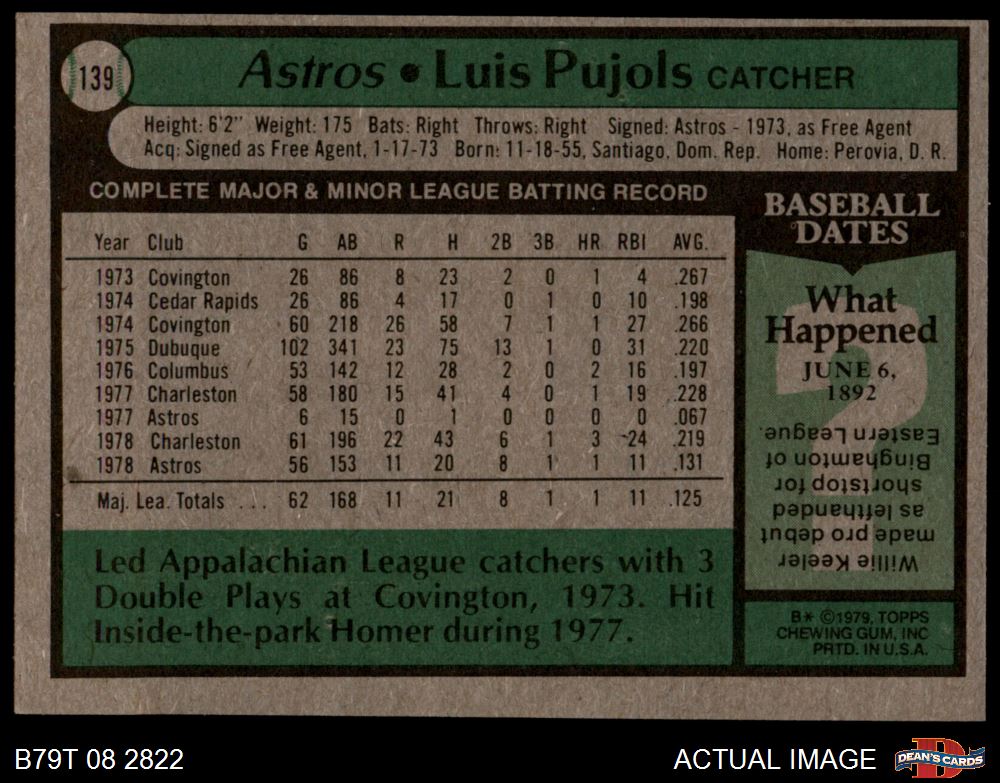 139
Astros • Luis Pujols CATCHER
Height: 6'2" Weight: 175 Bats: Right Throws: Right Signed: Astros - 1973, as Free Agent
Acq: Signed as Free Agent, 1-17-73 Born: 11-18-55, Santiago, Dom. Rep. Home: Perovia, D. R.
COMPLETE MAJOR & MINOR LEAGUE BATTING RECORD
Year Club G AB R H 2B 3B HR RBI AVG.
1973 Covington 26 86 8 23 2 0 1 4 .267
1974 Cedar Rapids 26 86 4 17 0 1 0 10 .198
1974 Covington 60 218 26 58 7 1 1 27 .266
1975 Dubuque 102 341 23 75 13 1 0 31 .220
1976 Columbus 53 142 12 28 2 0 2 16 .197
1977 Charleston 58 180 15 41 4 0 1 19 .228
1977 Astros 6 15 0 1 0 0 0 0 .067
1978 Charleston 61 196 22 43 6 1 3 24 .219
1978 Astros 56 153 11 20 8 1 1 11 .131
Maj. Lea. Totals . . . 62 168 11 21 8 1 1 11 .125
Led Appalachian League catchers with 3
Double Plays at Covington, 1973. Hit
Inside-the-park Homer during 1977.
BASEBALL
DATES
What
Happened
JUNE 6,
1892
Willie Keeler
made pro debut
as lefthanded
shortstop for
Binghamton of
Eastern League.
B* ©1979, TOPPS
CHEWING GUM, INC
PRTD. IN U.S.A.
B79T 08 2822
ACTUAL IMAGE
DEAN'S CARDS